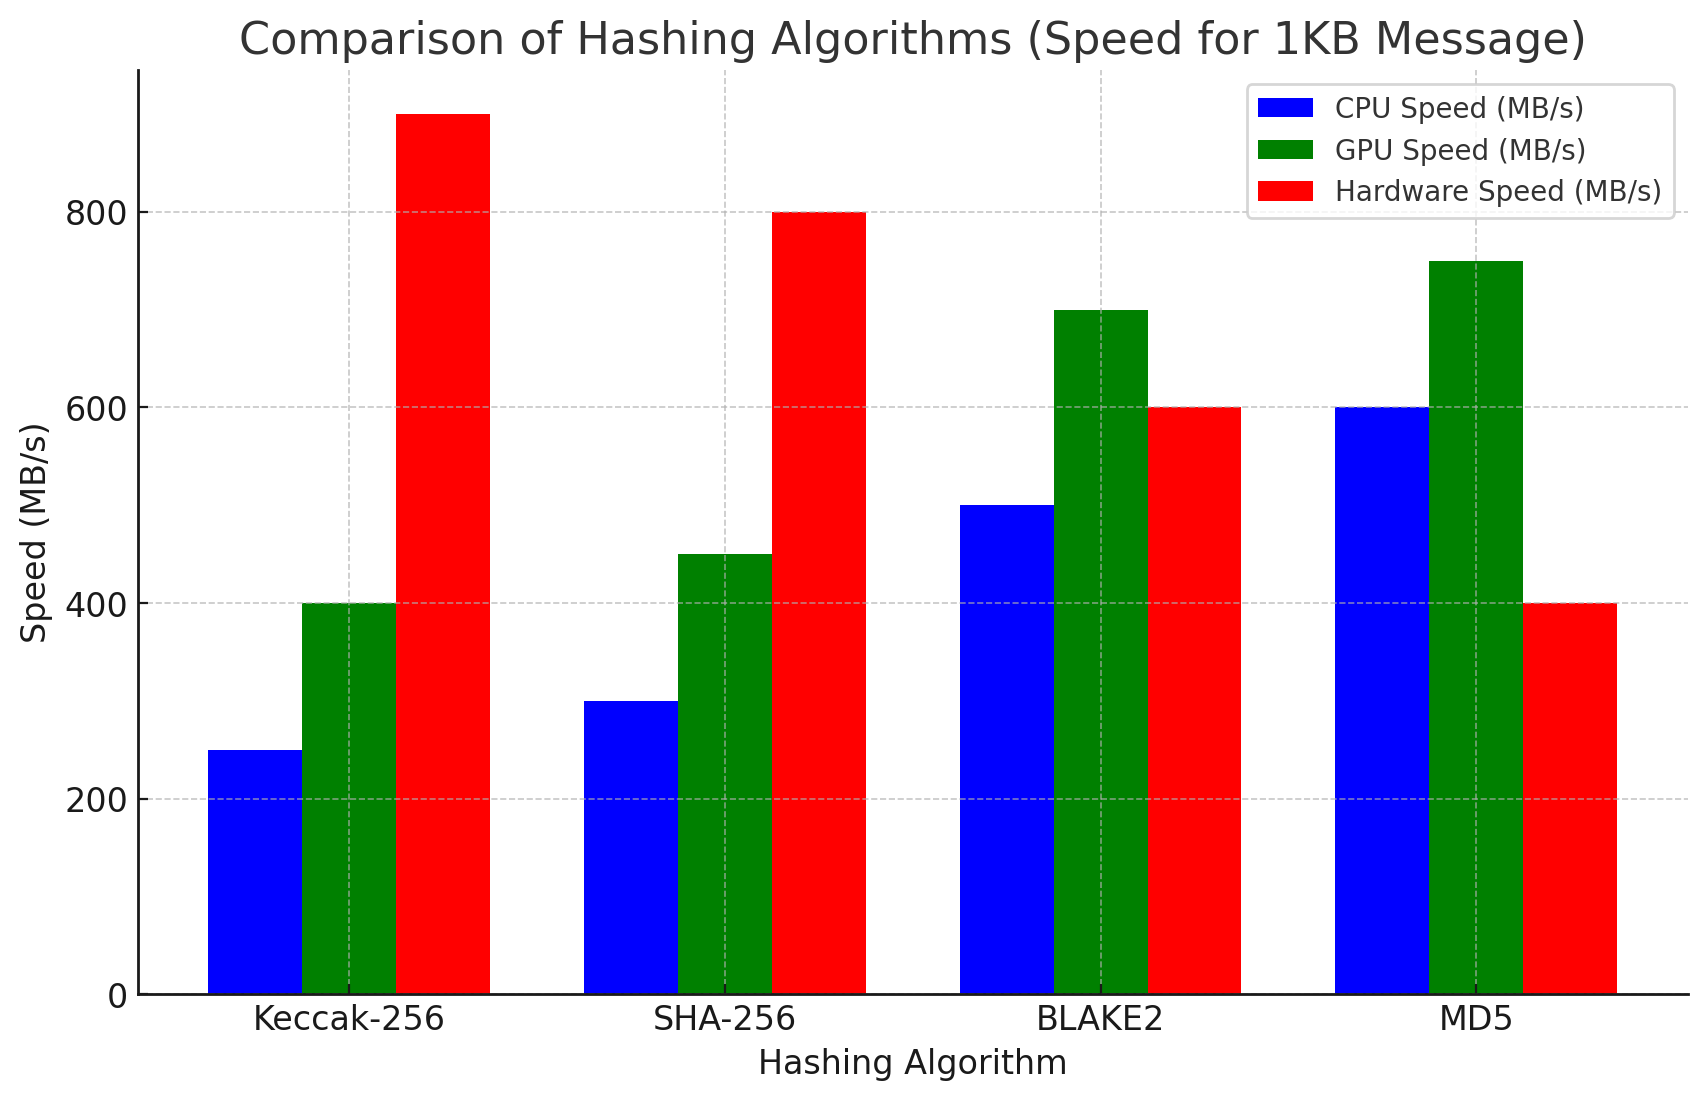 Comparison of Hashing Algorithms (Speed for 1KB Message)
CPU Speed (MB/s)
GPU Speed (MB/s)
Hardware Speed (MB/s)
Speed (MB/s)
800
600
400
200
0
Keccak-256 SHA-256 BLAKE2 MD5
Hashing Algorithm